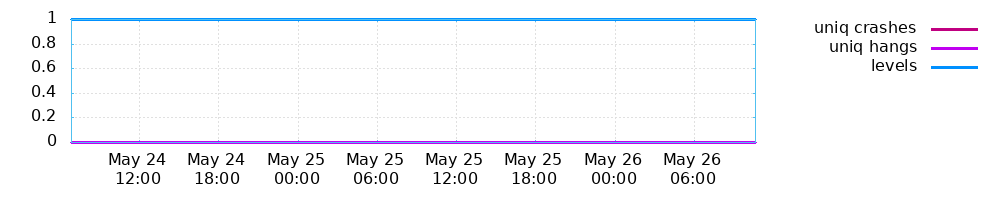 1
0.8
0.6
0.4
0.2
0
May 24 May 24 May 25 May 25 May 25 May 25 May 26 May 26
12:00 18:00 00:00 06:00 12:00 18:00 00:00 06:00
uniq crashes
uniq hangs
levels